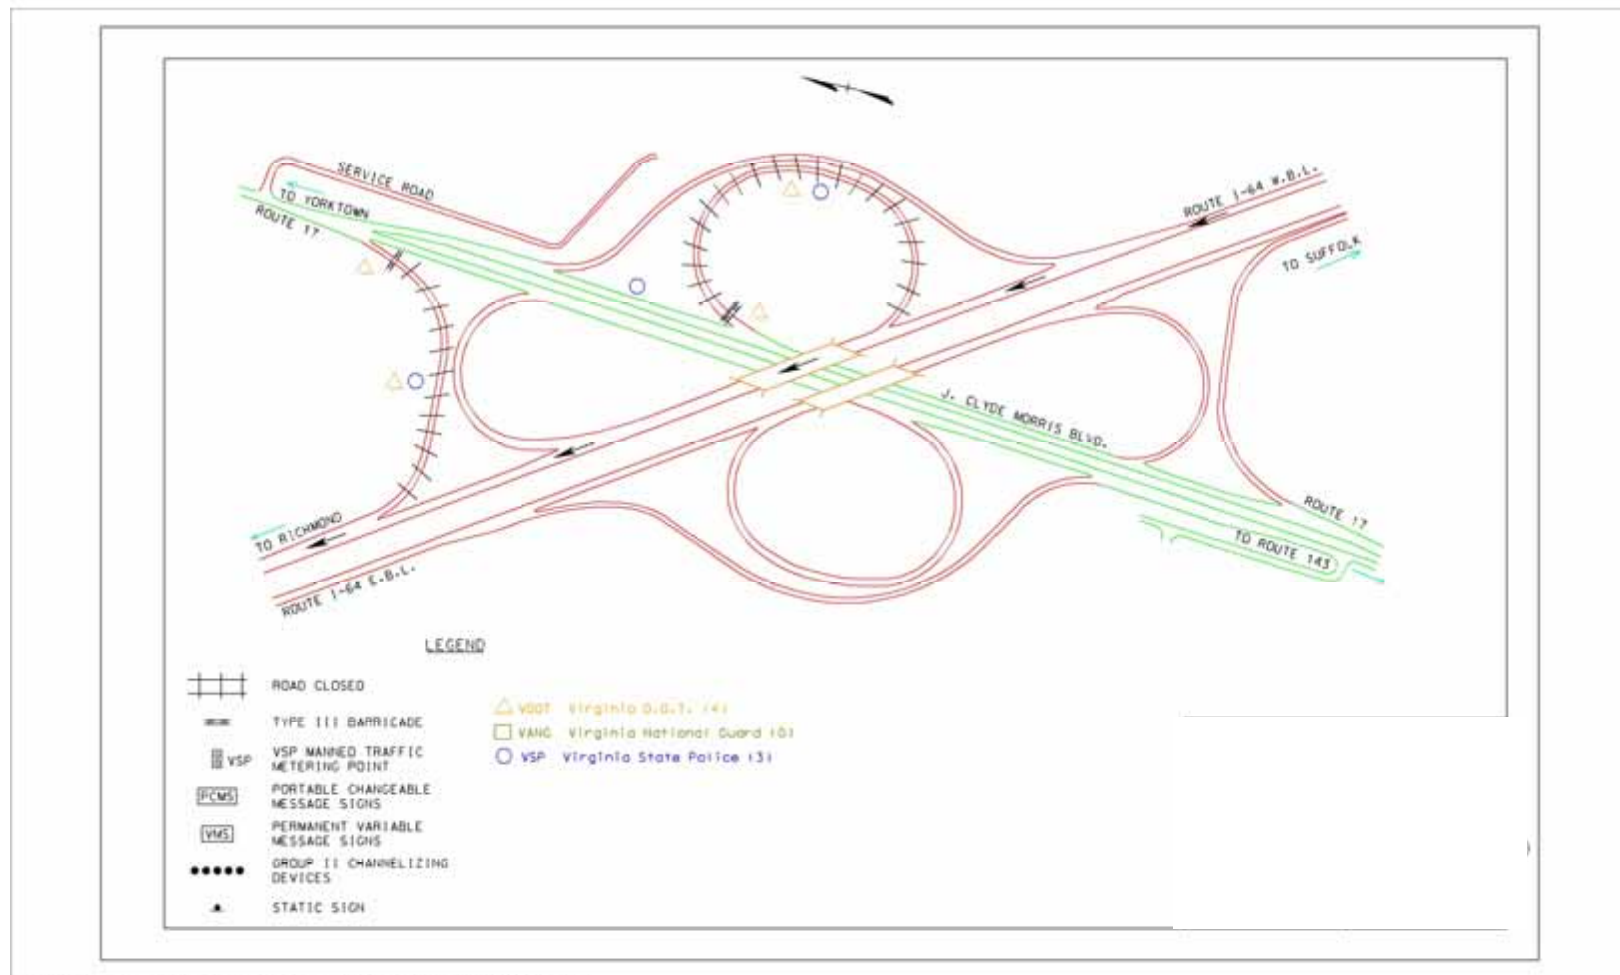 SERVICE ROAD
TO YORKTOWN
ROUTE 17
ROUTE I-64 W.B.L.
TO SUFFOLK
J. CLYDE MORRIS BLVD.
ROUTE 17
TO ROUTE 143
TO RICHMOND
ROUTE I-64 E.B.L.
LEGEND
ROAD CLOSED
TYPE III BARRICADE
VSP
VSP MANNED TRAFFIC
METERING POINT
PCMS
PORTABLE CHANGEABLE
MESSAGE SIGNS
VMS
PERMANENT VARIABLE
MESSAGE SIGNS
GROUP II CHANNELIZING
DEVICES
STATIC SIGN
VDOT Virginia D.O.T. (4)
VANG Virginia National Guard (0)
VSP Virginia State Police (3)